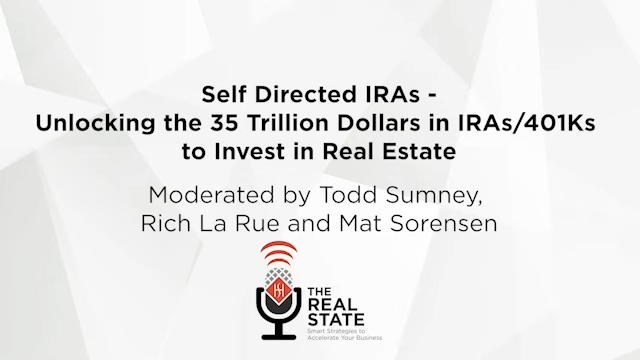 Self Directed IRAs -
Unlocking the 35 Trillion Dollars in IRAs/401Ks
to Invest in Real Estate
Moderated by Todd Sumney,
Rich La Rue and Mat Sorensen
THE
REAL
STATE
Smart Strategies to
Accelerate Your Business